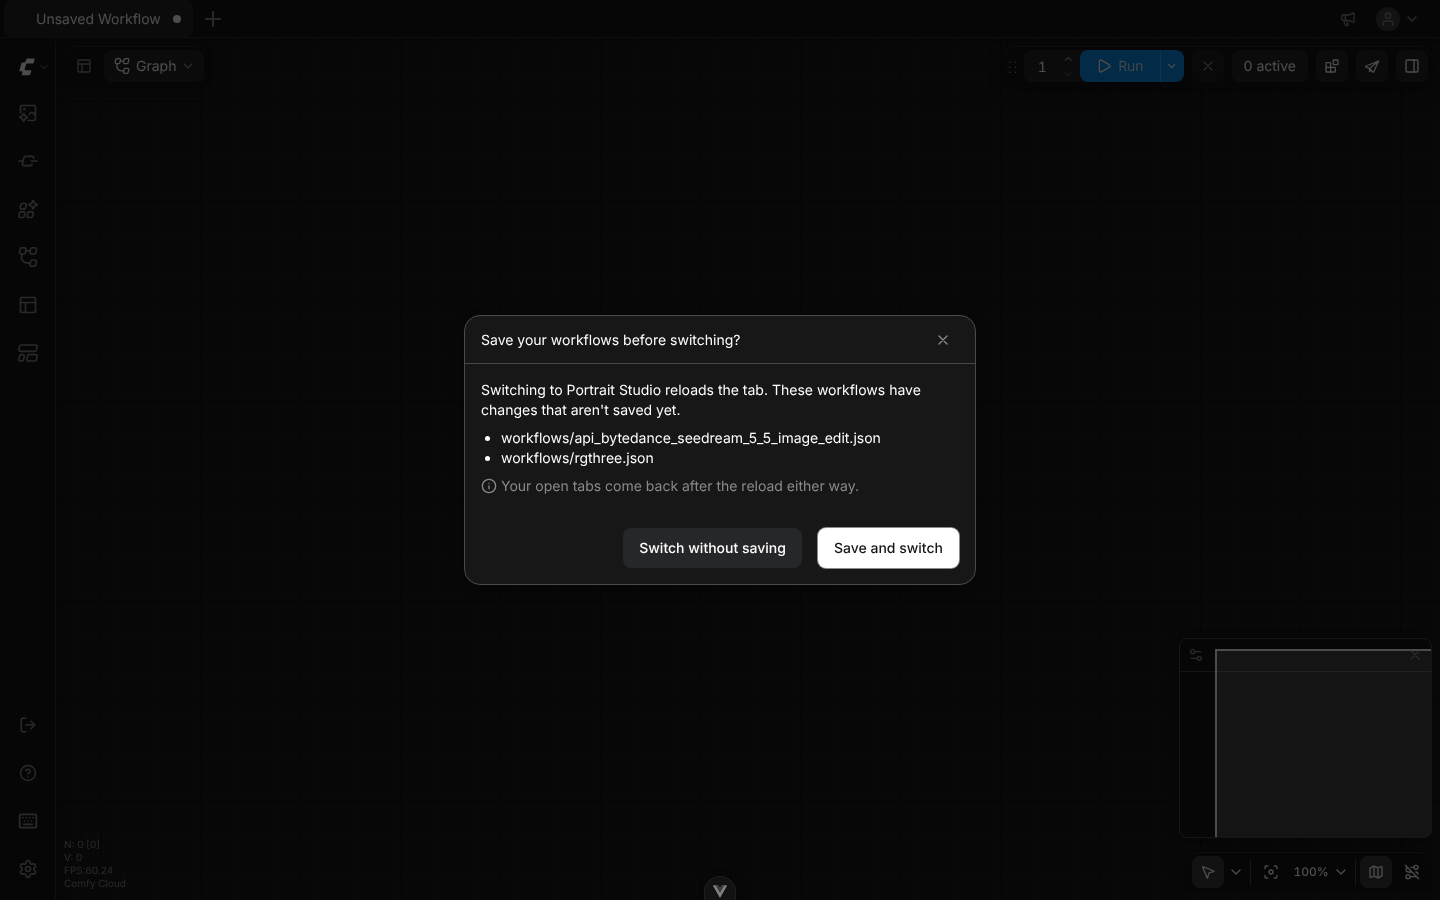 Unsaved Workflow
Graph
1
Run
0 active
Save your workflows before switching?
Switching to Portrait Studio reloads the tab. These workflows have
changes that aren't saved yet.
• workflows/api_bytedance_seedream_5_5_image_edit.json
• workflows/rgthree.json
Your open tabs come back after the reload either way.
Switch without saving
Save and switch
N: 0 [0]
V: 0
FPS:60.24
Comfy Cloud
100%